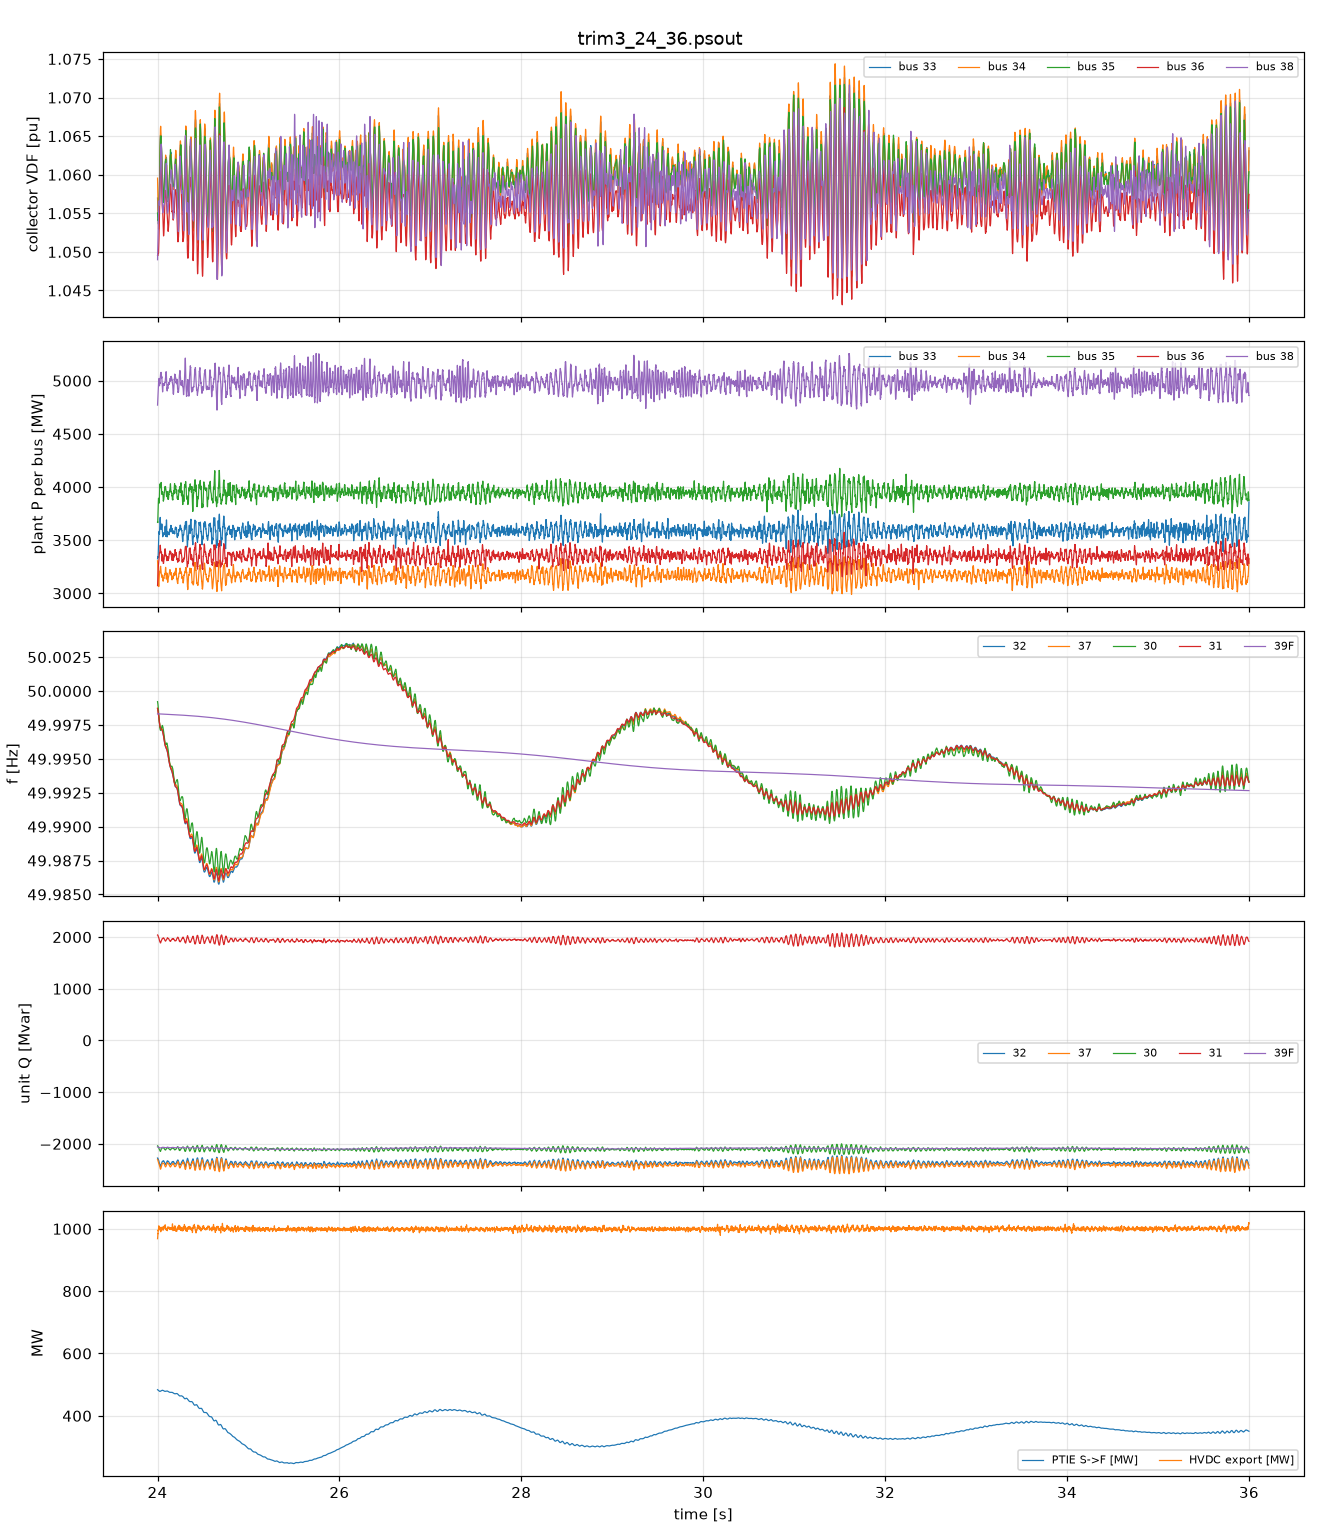 trim3_24_36.psout
collector VDF [pu]
1.075
1.070
1.065
1.060
1.055
1.050
1.045
bus 33 bus 34 bus 35 bus 36 bus 38
plant P per bus [MW]
5000
4500
4000
3500
3000
bus 33 bus 34 bus 35 bus 36 bus 38
f [Hz]
50.0025
50.0000
49.9975
49.9950
49.9925
49.9900
49.9875
49.9850
32 37 30 31 39F
unit Q [Mvar]
2000
1000
0
−1000
−2000
32 37 30 31 39F
MW
1000
800
600
400
PTIE S->F [MW] HVDC export [MW]
24 26 28 30 32 34 36
time [s]